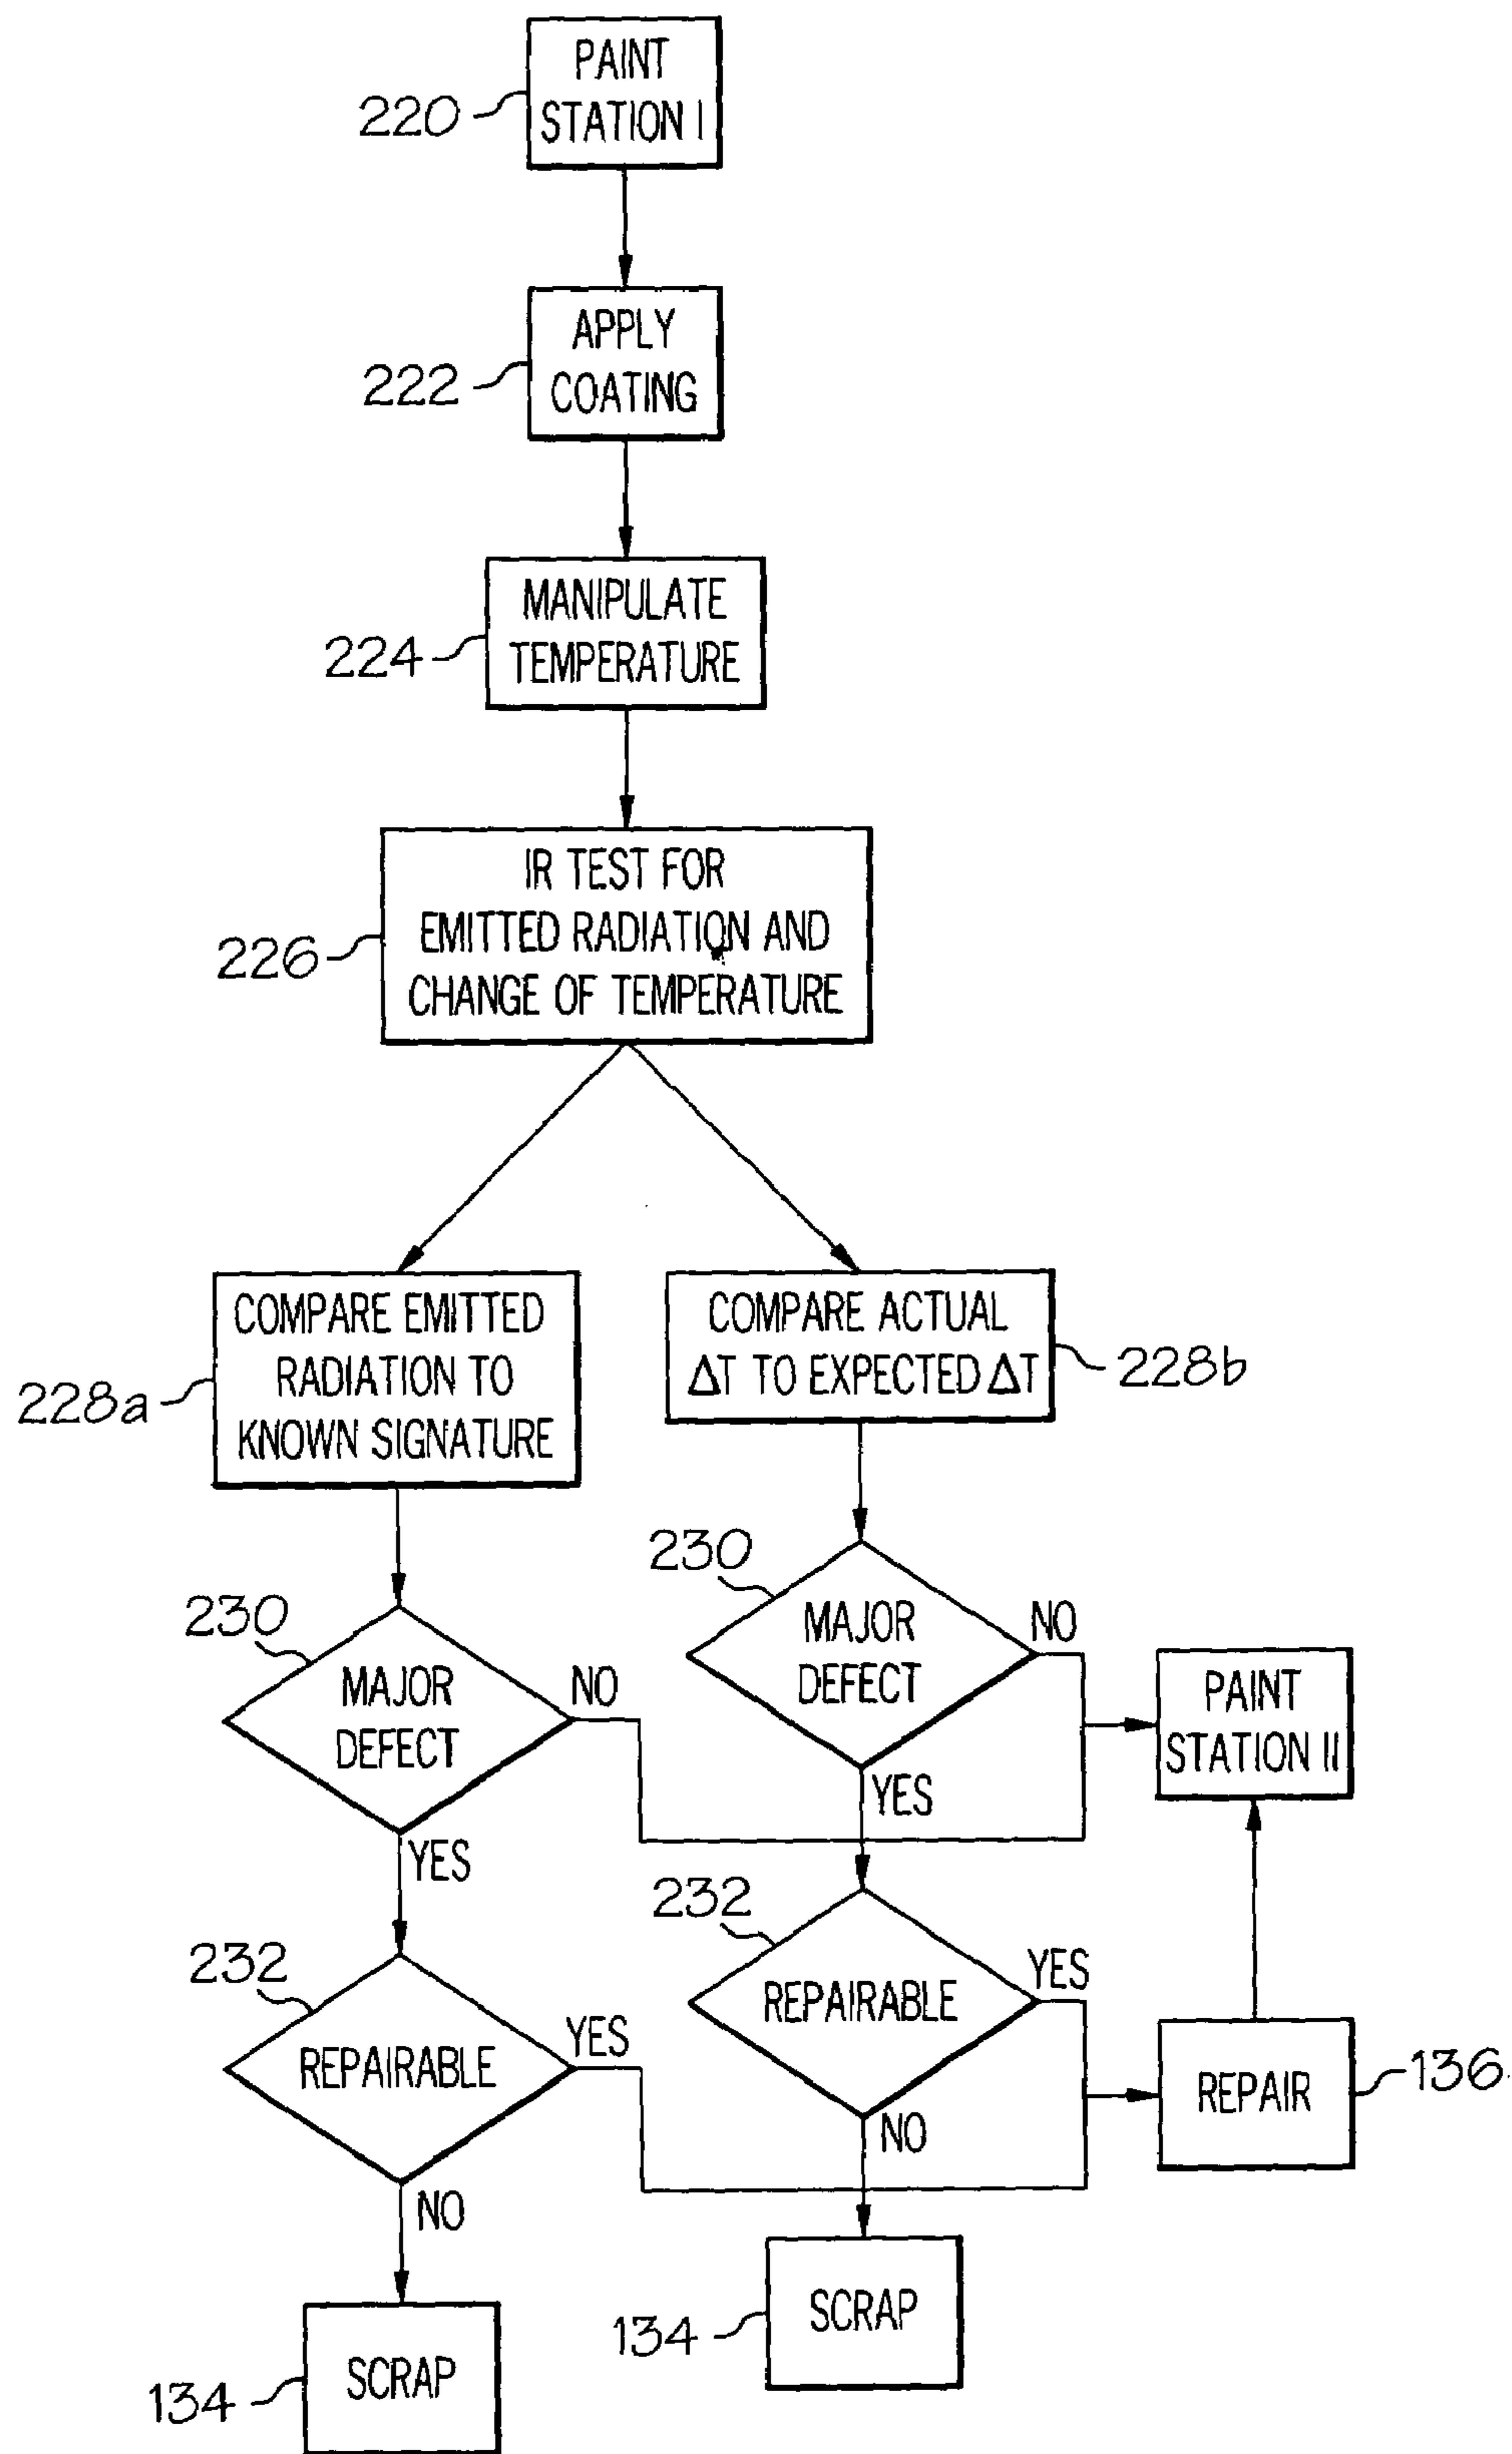 PAINT
STATION I
220
APPLY
COATING
222
MANIPULATE
TEMPERATURE
224
IR TEST FOR
EMITTED RADIATION AND
CHANGE OF TEMPERATURE
226
COMPARE EMITTED
RADIATION TO
KNOWN SIGNATURE
228a
COMPARE ACTUAL
ΔT TO EXPECTED ΔT
228b
230
MAJOR
DEFECT
NO
YES
230
MAJOR
DEFECT
NO
YES
PAINT
STATION II
232
REPAIRABLE
YES
NO
232
REPAIRABLE
YES
NO
REPAIR
136
SCRAP
134
SCRAP
134